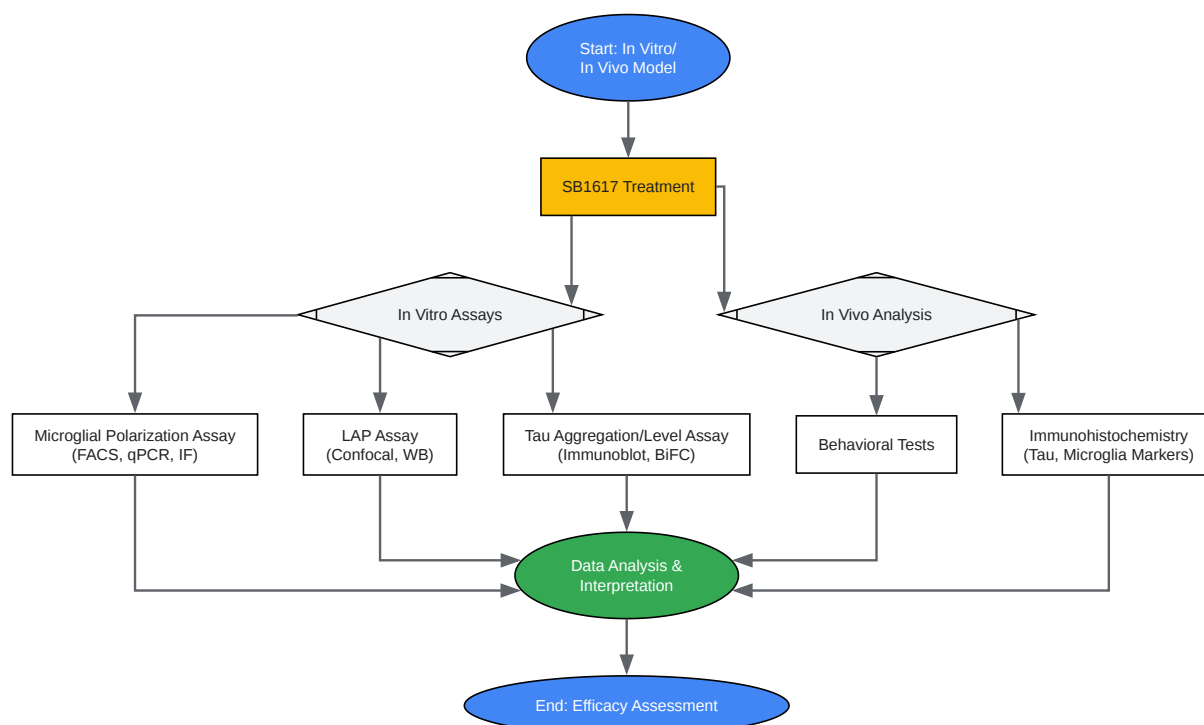 Start: In Vitro/
In Vivo Model
SB1617 Treatment
In Vitro Assays
In Vivo Analysis
Microglial Polarization Assay
(FACS, qPCR, IF)
LAP Assay
(Confocal, WB)
Tau Aggregation/Level Assay
(Immunoblot, BiFC)
Behavioral Tests
Immunohistochemistry
(Tau, Microglia Markers)
Data Analysis &
Interpretation
End: Efficacy Assessment